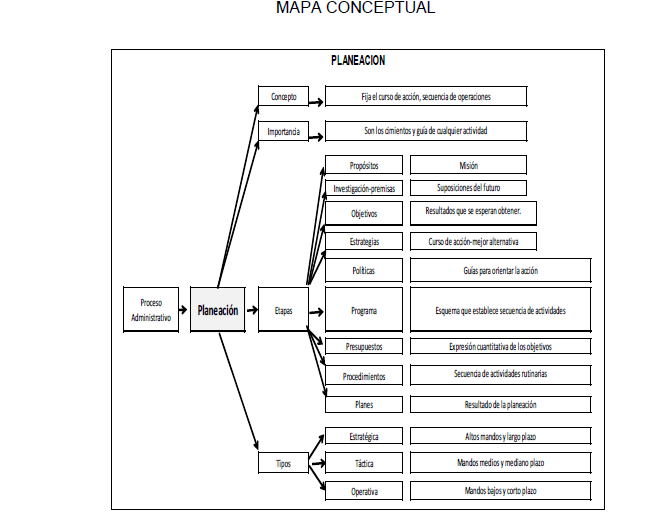 MAPA CONCEPTUAL
PLANEACION
Concepto
Fija el curso de acción, secuencia de operaciones
Importancia
Son los cimientos y guía de cualquier actividad
Propósitos
Misión
Investigación-premisas
Suposiciones del futuro
Objetivos
Resultados que se esperan obtener.
Estrategias
Curso de acción-mejor alternativa
Políticas
Guías para orientar la acción
Proceso
Administrativo
Planeación
Etapas
Programa
Esquema que establece secuencia de actividades
Presupuestos
Expresión cuantitativa de los objetivos
Procedimientos
Secuencia de actividades rutinarias
Planes
Resultado de la planeación
Tipos
Estratégica
Altos mandos y largo plazo
Táctica
Mandos medios y mediano plazo
Operativa
Mandos bajos y corto plazo